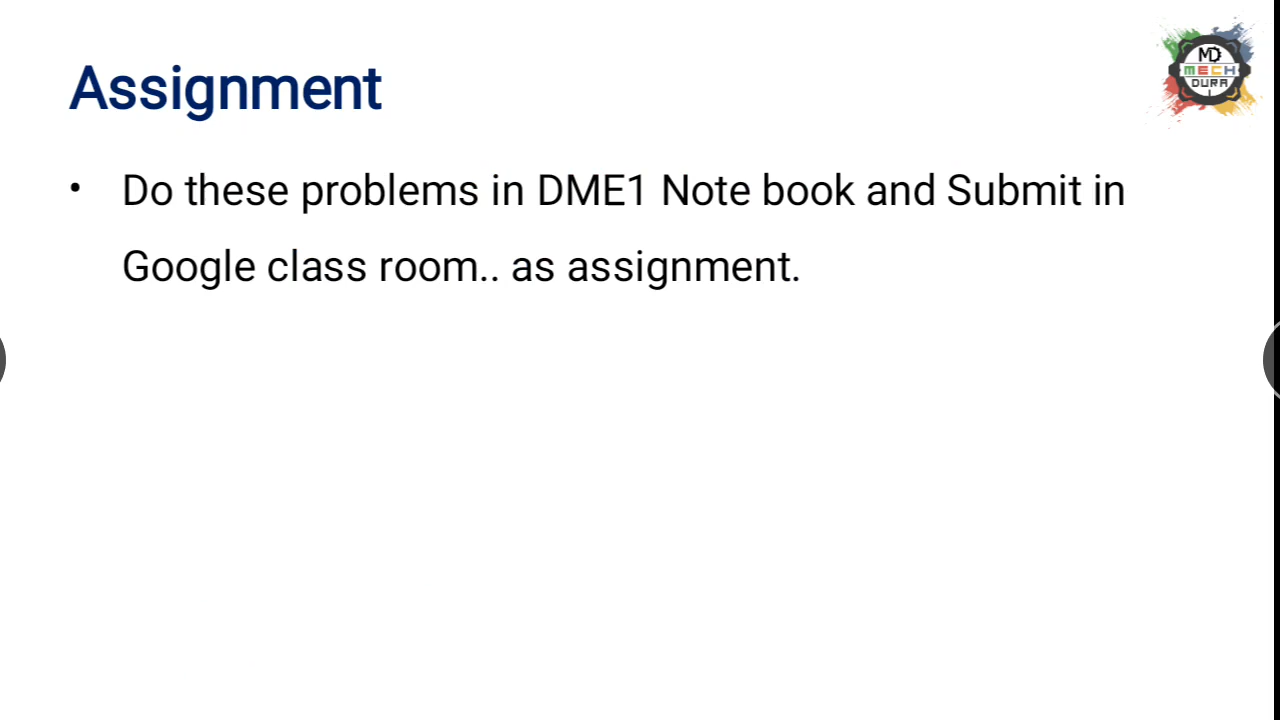 Assignment
MD
MECH
DURA
• Do these problems in DME1 Note book and Submit in
Google class room.. as assignment.